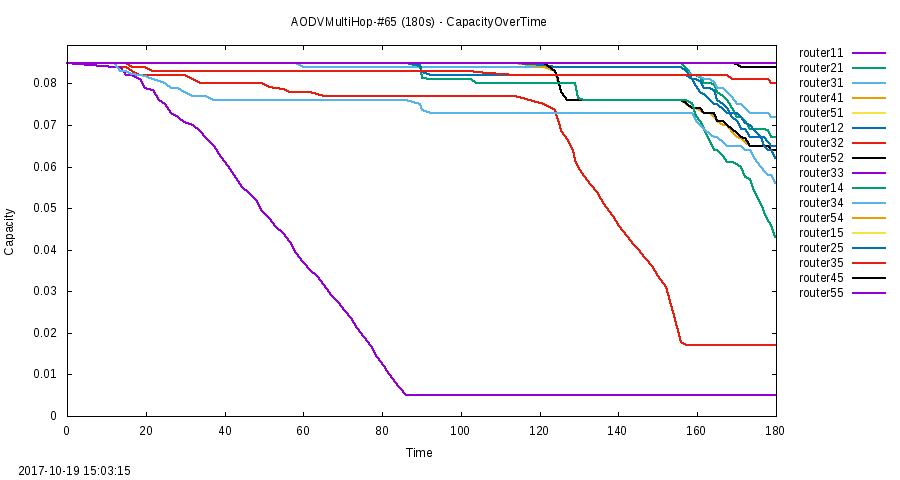 AODVMultiHop-#65 (180s) - CapacityOverTime
router11
router21
router31
router41
router51
router12
router32
router52
router33
router14
router34
router54
router15
router25
router35
router45
router55
0.08
0.07
0.06
0.05
0.04
0.03
0.02
0.01
0
Capacity
0 20 40 60 80 100 120 140 160 180
Time
2017-10-19 15:03:15